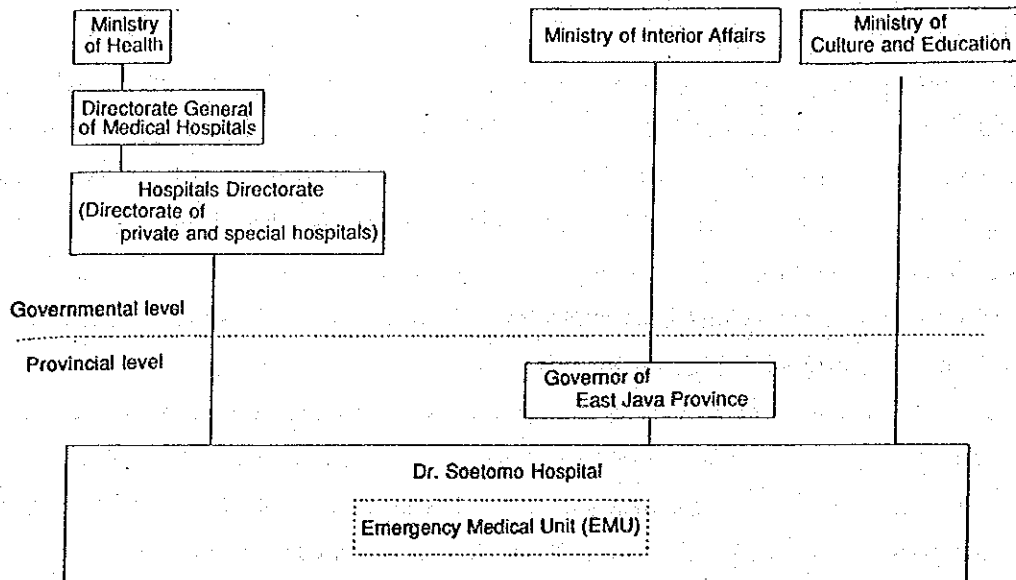 Ministry
of Health
Ministry of Interior Affairs
Ministry of
Culture and Education
Directorate General
of Medical Hospitals
Hospitals Directorate
(Directorate of
private and special hospitals)
Governmental level
Provincial level
Governor of
East Java Province
Dr. Soetomo Hospital
Emergency Medical Unit (EMU)